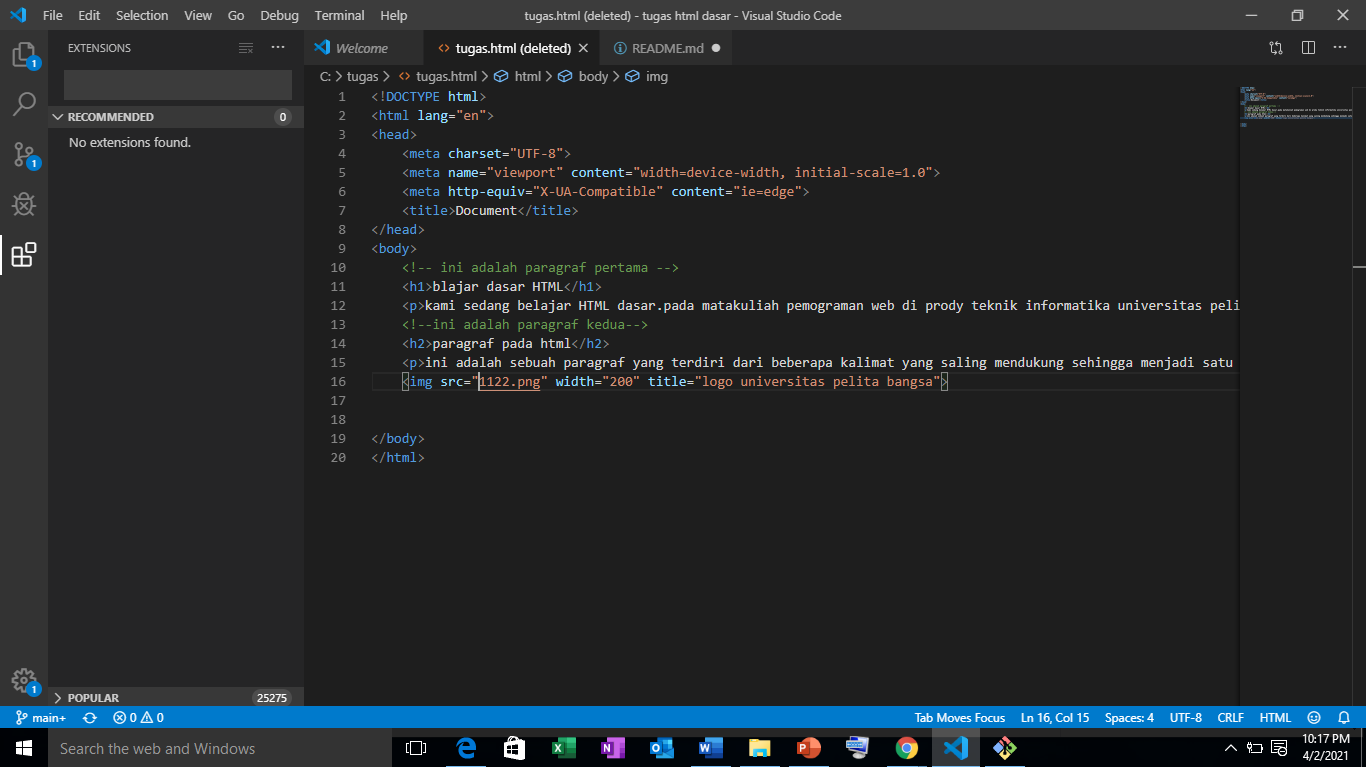 File Edit Selection View Go Debug Terminal Help
tugas.html (deleted) - tugas html dasar - Visual Studio Code
EXTENSIONS
Welcome
tugas.html (deleted)
README.md
C: > tugas > tugas.html > html > body > img
RECOMMENDED 0
No extensions found.
1 <!DOCTYPE html>
2 <html lang="en">
3 <head>
4 <meta charset="UTF-8">
5 <meta name="viewport" content="width=device-width, initial-scale=1.0">
6 <meta http-equiv="X-UA-Compatible" content="ie=edge">
7 <title>Document</title>
8 </head>
9 <body>
10 <!-- ini adalah paragraf pertama -->
11 <h1>blajar dasar HTML</h1>
12 <p>kami sedang belajar HTML dasar.pada matakuliah pemograman web di prody teknik informatika universitas peli
13 <!--ini adalah paragraf kedua-->
14 <h2>paragraf pada html</h2>
15 <p>ini adalah sebuah paragraf yang terdiri dari beberapa kalimat yang saling mendukung sehingga menjadi satu
16 <img src="1122.png" width="200" title="logo universitas pelita bangsa">
17
18
19 </body>
20 </html>
1
1
1
POPULAR 25275
main+ 0 0
Tab Moves Focus Ln 16, Col 15 Spaces: 4 UTF-8 CRLF HTML
Search the web and Windows
10:17 PM
4/2/2021